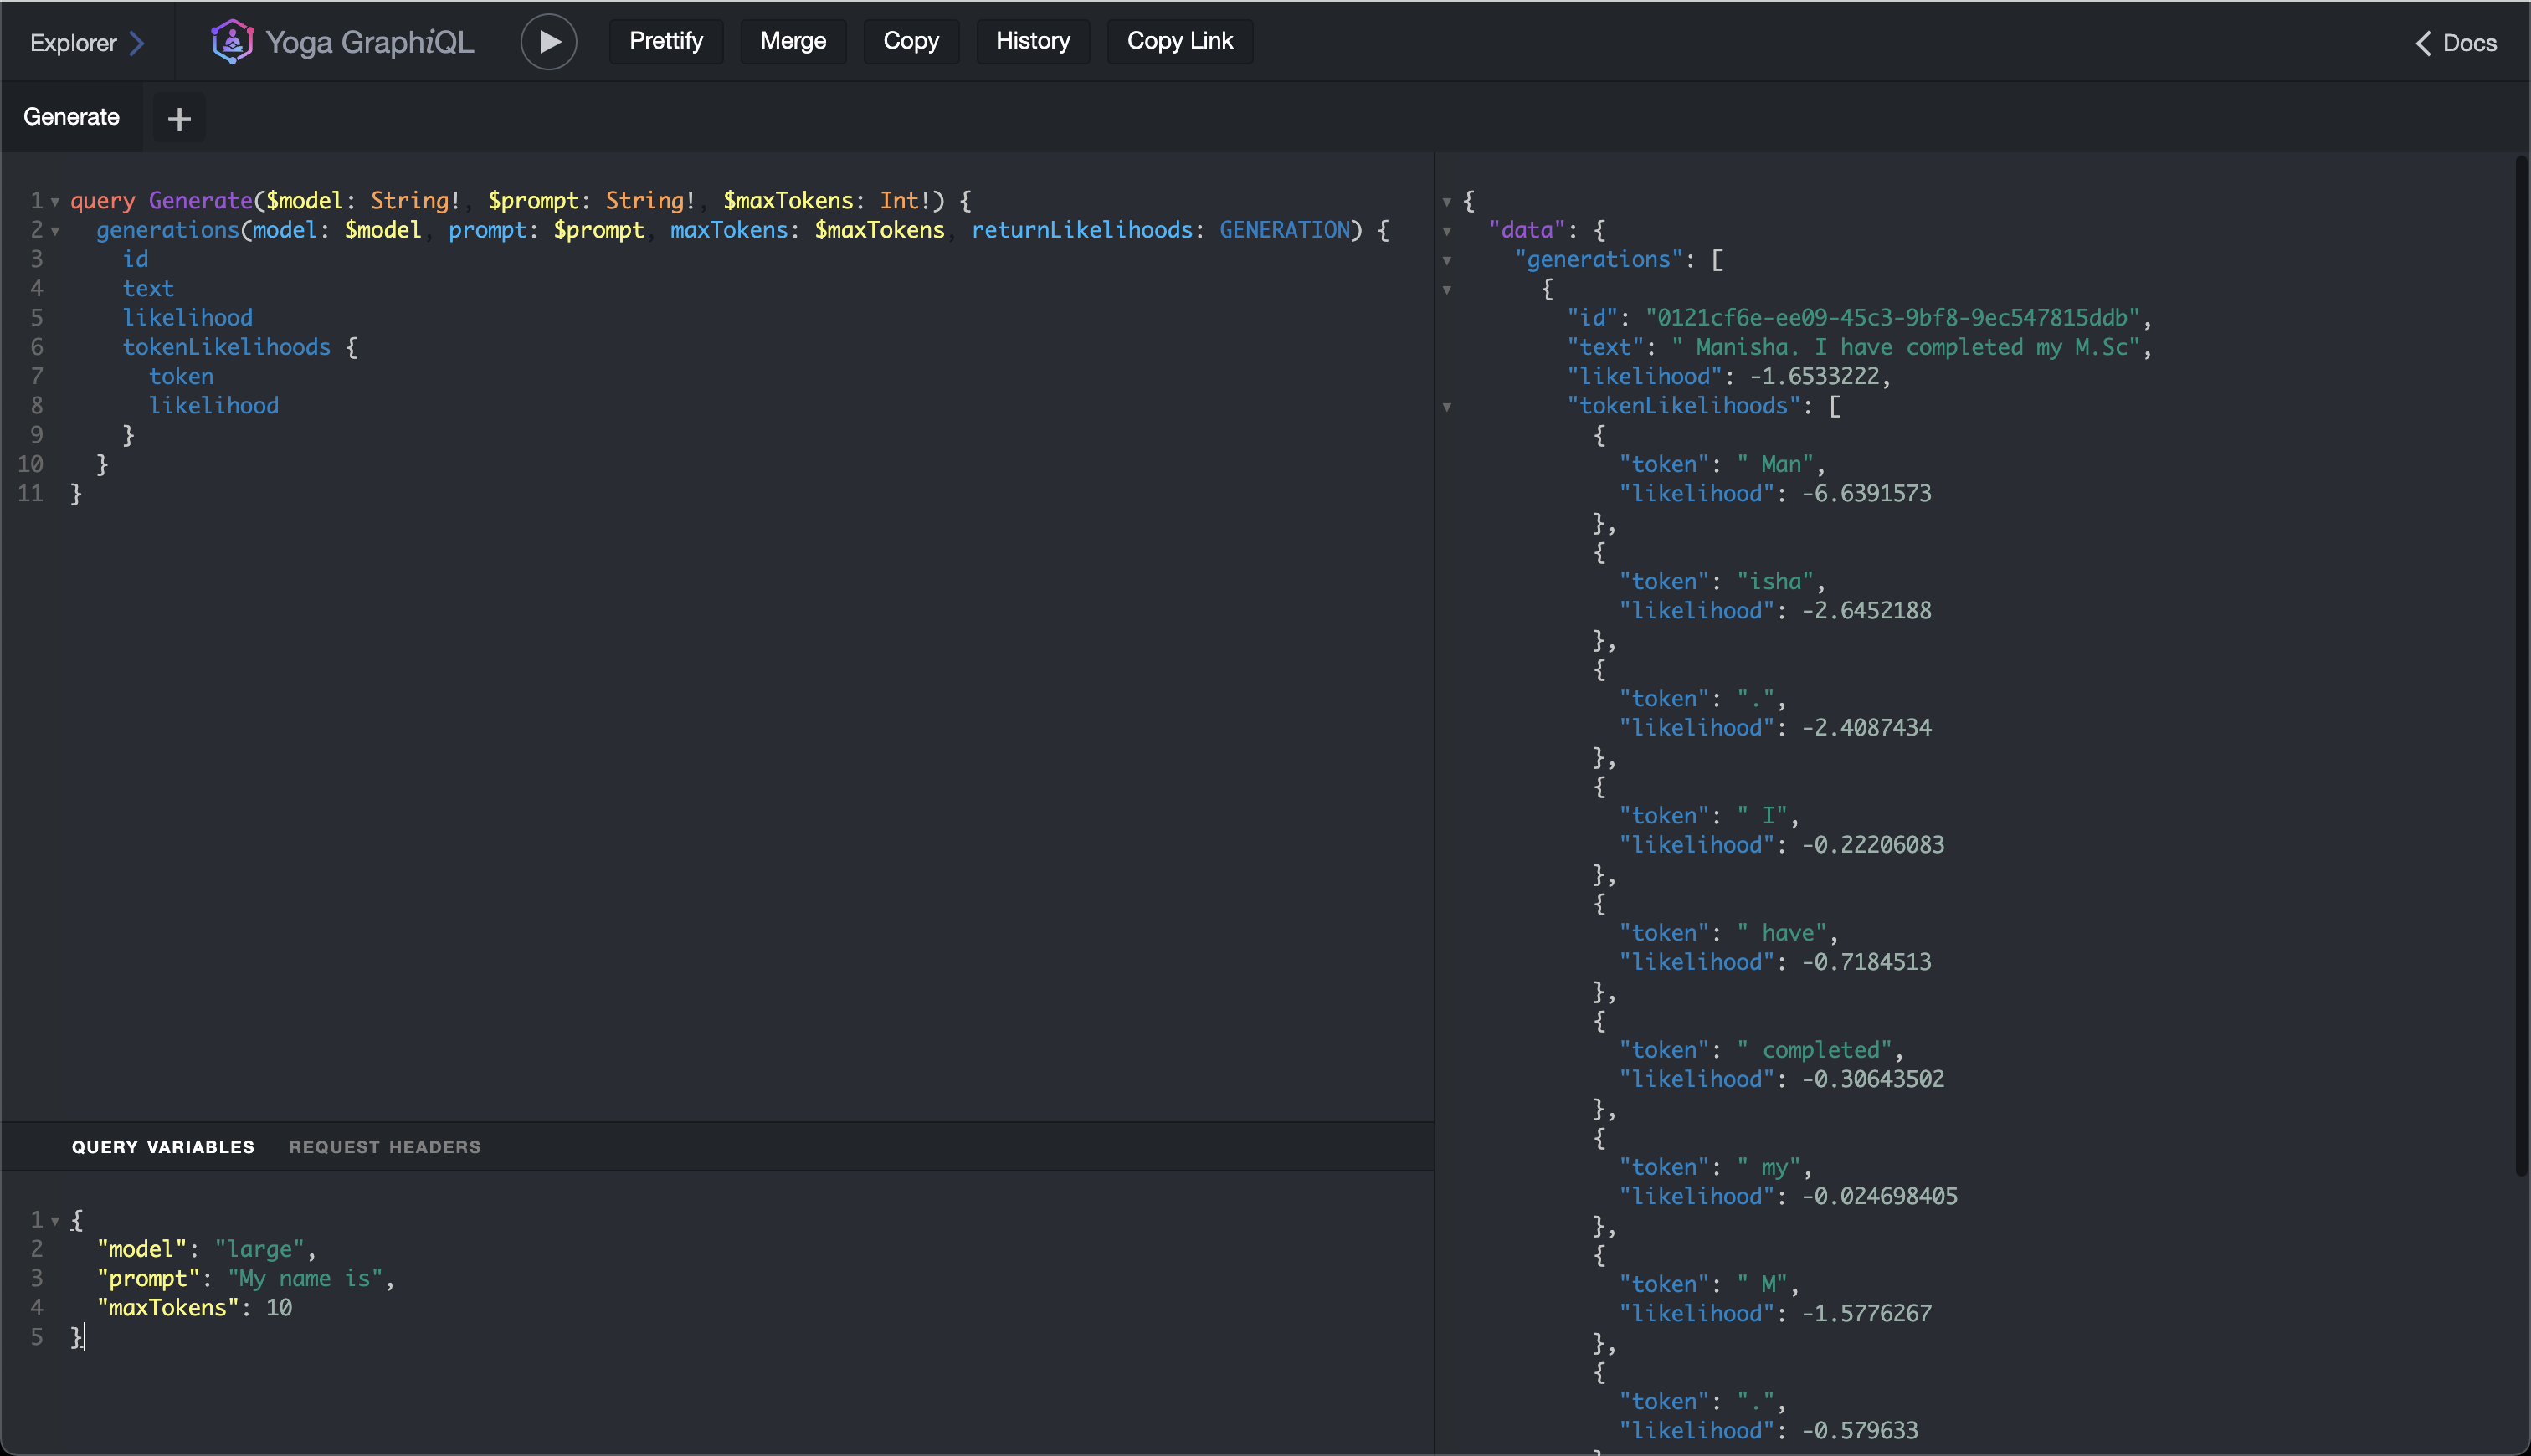 Explorer Yoga GraphiQL Prettify Merge Copy History Copy Link Docs
Generate +
1 query Generate($model: String!, $prompt: String!, $maxTokens: Int!) {
2 generations(model: $model, prompt: $prompt, maxTokens: $maxTokens, returnLikelihoods: GENERATION) {
3 id
4 text
5 likelihood
6 tokenLikelihoods {
7 token
8 likelihood
9 }
10 }
11 }
QUERY VARIABLES REQUEST HEADERS
1 {
2 "model": "large",
3 "prompt": "My name is",
4 "maxTokens": 10
5 }
{
"data": {
"generations": [
{
"id": "0121cf6e-ee09-45c3-9bf8-9ec547815ddb",
"text": " Manisha. I have completed my M.Sc",
"likelihood": -1.6533222,
"tokenLikelihoods": [
{
"token": " Man",
"likelihood": -6.6391573
},
{
"token": "isha",
"likelihood": -2.6452188
},
{
"token": ".",
"likelihood": -2.4087434
},
{
"token": " I",
"likelihood": -0.22206083
},
{
"token": " have",
"likelihood": -0.7184513
},
{
"token": " completed",
"likelihood": -0.30643502
},
{
"token": " my",
"likelihood": -0.024698405
},
{
"token": " M",
"likelihood": -1.5776267
},
{
"token": ".",
"likelihood": -0.579633